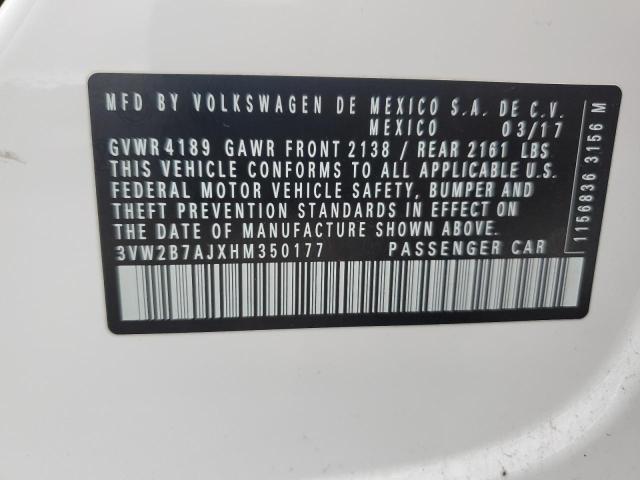 MFD BY VOLKSWAGEN DE MEXICO S.A. DE C.V.
MEXICO 03/17
GVWR 4189 GAWR FRONT 2138 / REAR 2161 LBS
THIS VEHICLE CONFORMS TO ALL APPLICABLE U.S.
FEDERAL MOTOR VEHICLE SAFETY, BUMPER AND
THEFT PREVENTION STANDARDS IN EFFECT ON
THE DATE OF MANUFACTURE SHOWN ABOVE.
3VW2B7AJXHM350177 PASSENGER CAR
1156836 3156 M